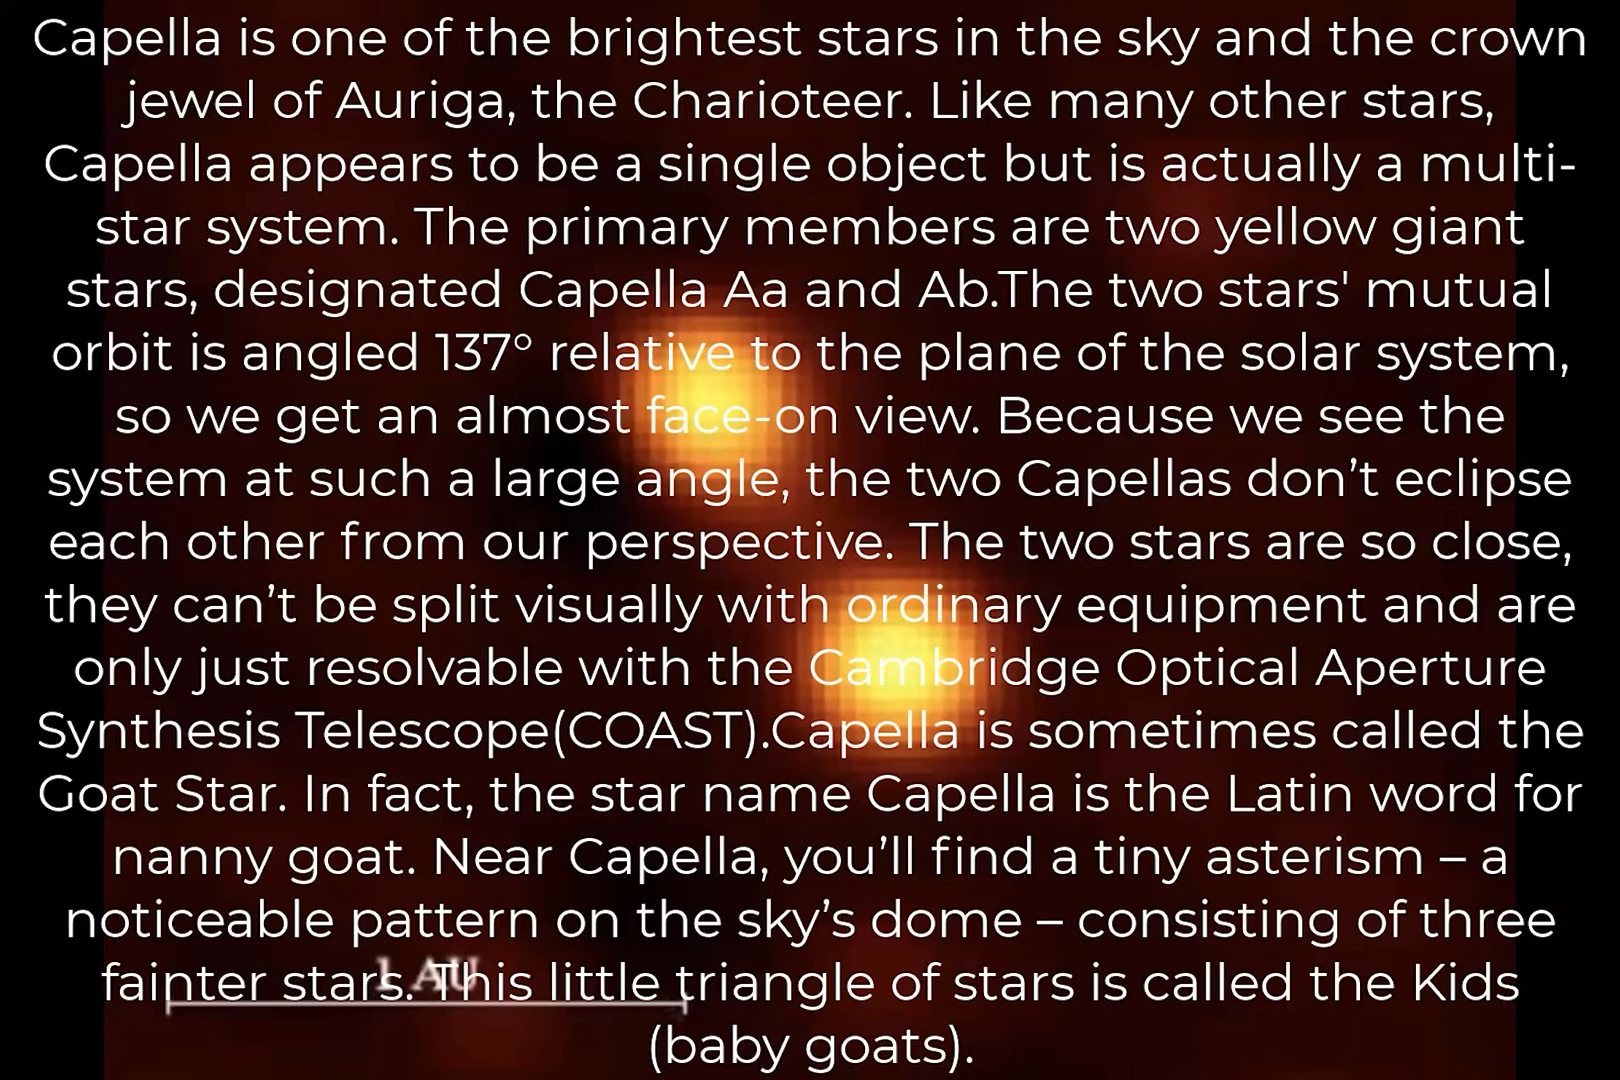 Capella is one of the brightest stars in the sky and the crown
jewel of Auriga, the Charioteer. Like many other stars,
Capella appears to be a single object but is actually a multi-
star system. The primary members are two yellow giant
stars, designated Capella Aa and Ab.The two stars' mutual
orbit is angled 137° relative to the plane of the solar system,
so we get an almost face-on view. Because we see the
system at such a large angle, the two Capellas don’t eclipse
each other from our perspective. The two stars are so close,
they can’t be split visually with ordinary equipment and are
only just resolvable with the Cambridge Optical Aperture
Synthesis Telescope(COAST).Capella is sometimes called the
Goat Star. In fact, the star name Capella is the Latin word for
nanny goat. Near Capella, you’ll find a tiny asterism – a
noticeable pattern on the sky’s dome – consisting of three
fainter stars. This little triangle of stars is called the Kids
(baby goats).
1 AU